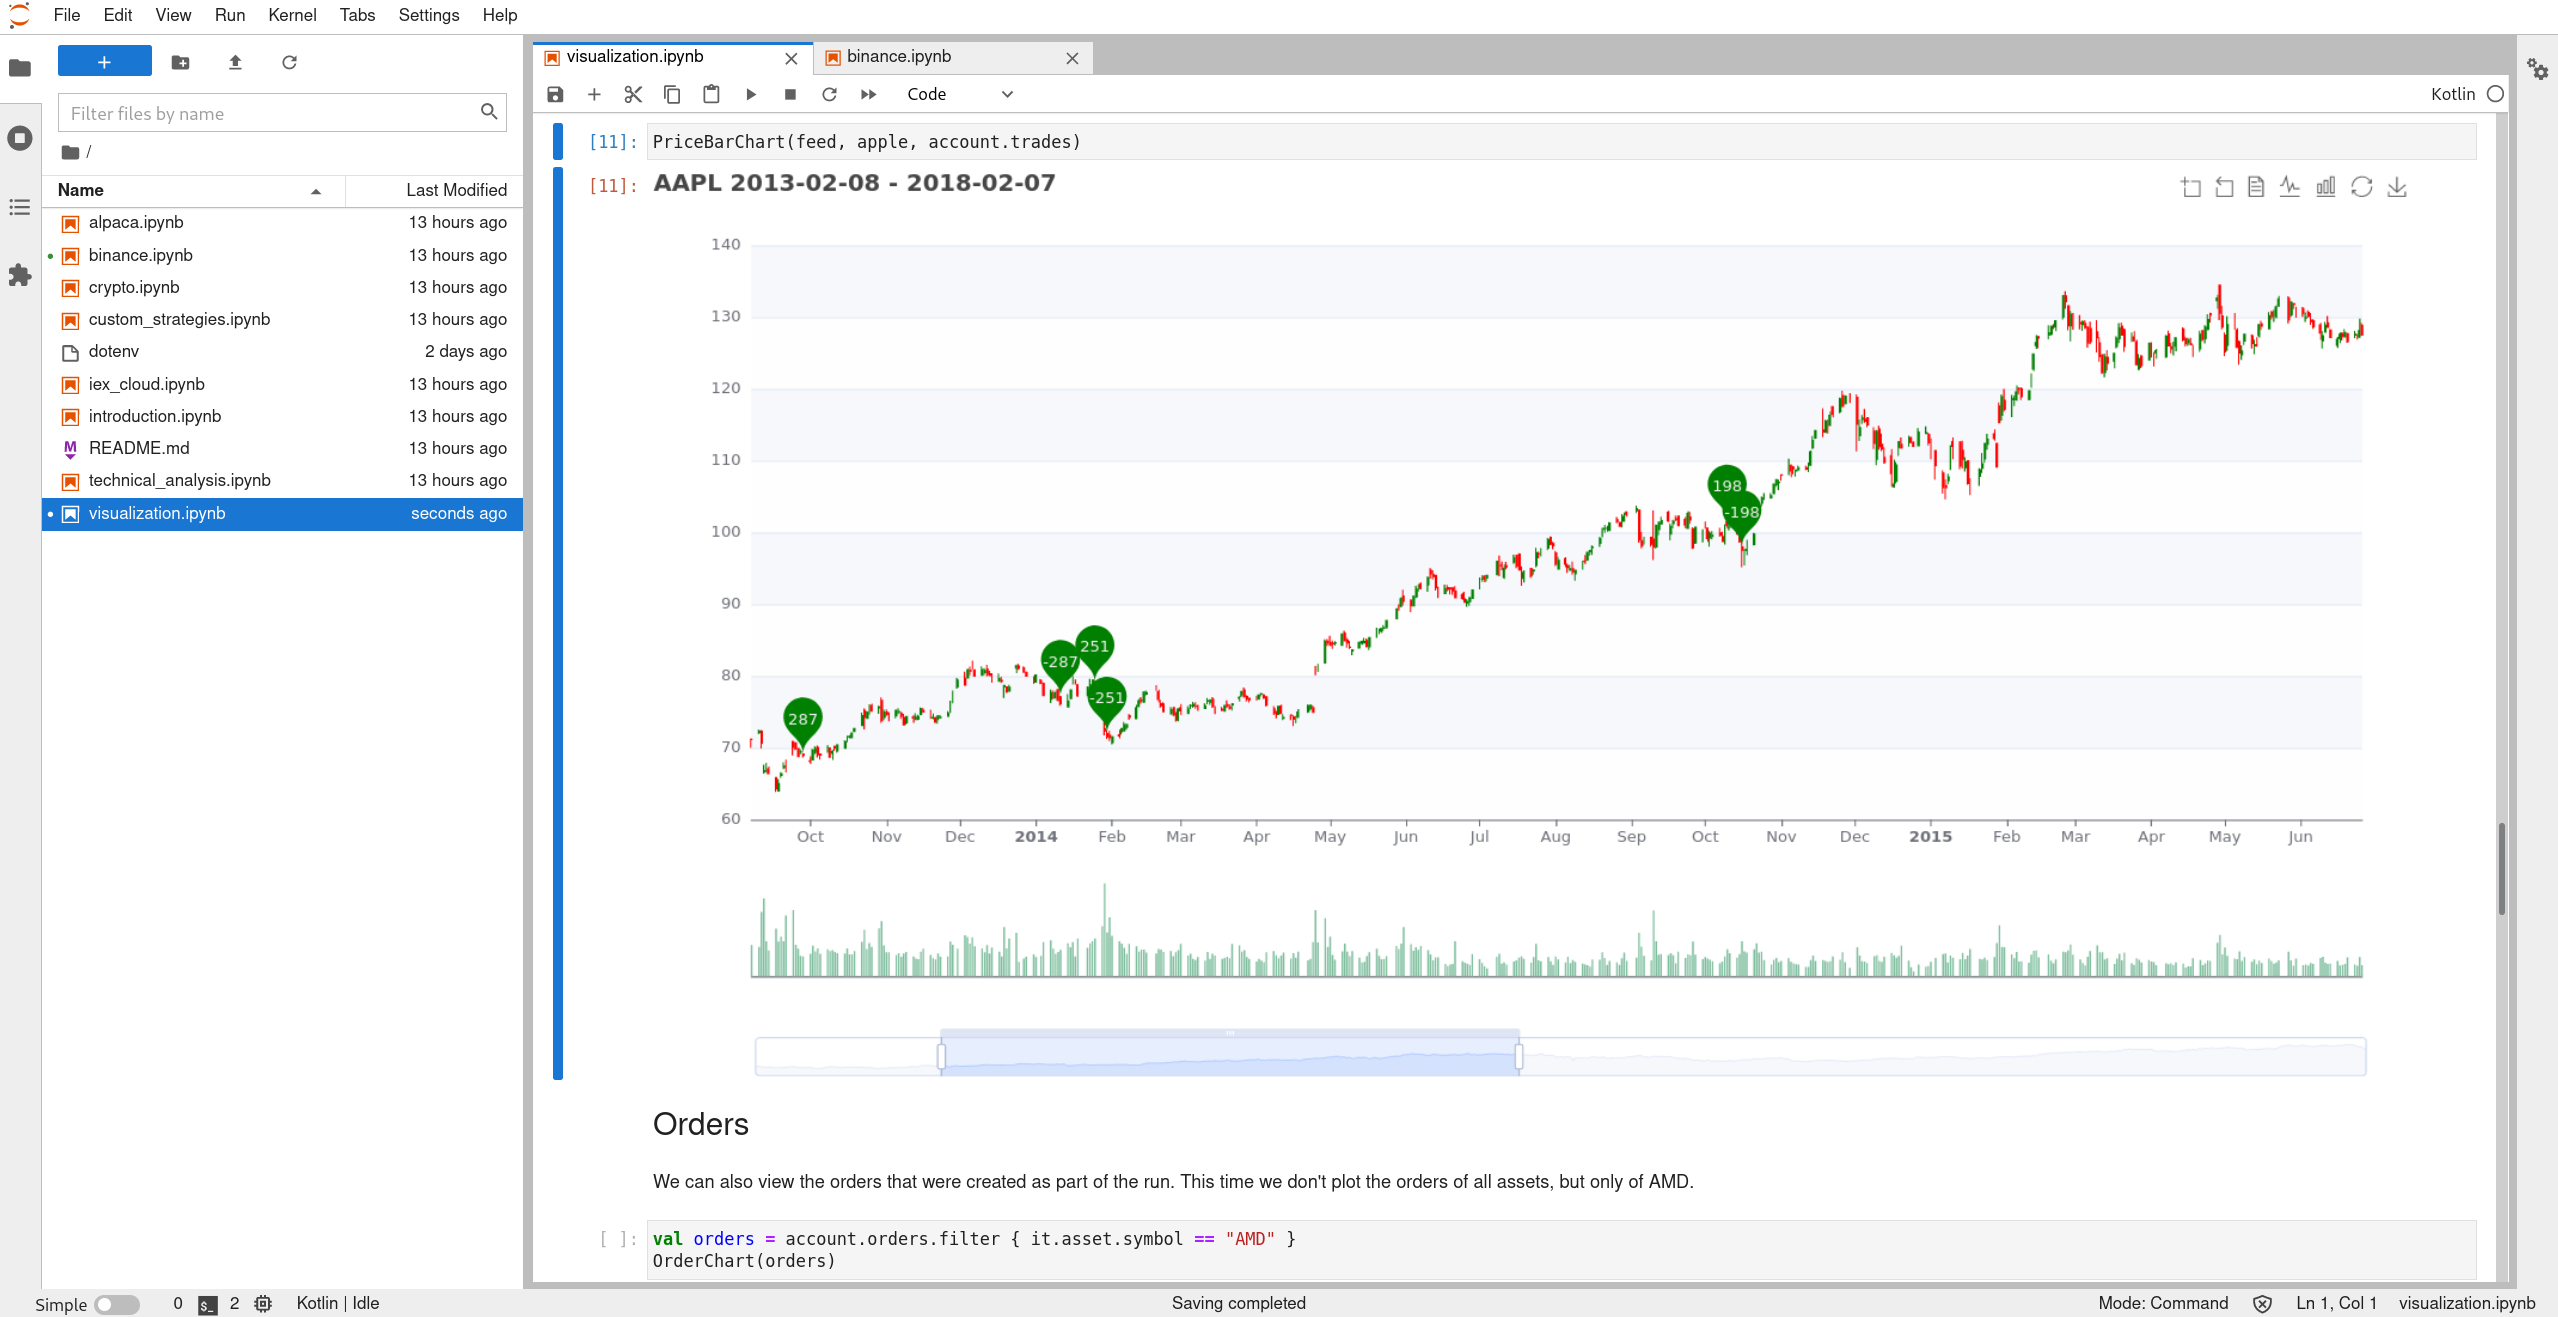 File Edit View Run Kernel Tabs Settings Help
+
Filter files by name
/
Name Last Modified
alpaca.ipynb 13 hours ago
binance.ipynb 13 hours ago
crypto.ipynb 13 hours ago
custom_strategies.ipynb 13 hours ago
dotenv 2 days ago
iex_cloud.ipynb 13 hours ago
introduction.ipynb 13 hours ago
M README.md 13 hours ago
technical_analysis.ipynb 13 hours ago
visualization.ipynb seconds ago
visualization.ipynb binance.ipynb
Code Kotlin
[11]: PriceBarChart(feed, apple, account.trades)
[11]: AAPL 2013-02-08 - 2018-02-07
140
130
120
110
100
90
80
70
60
198
-198
251
-287
-251
287
Oct Nov Dec 2014 Feb Mar Apr May Jun Jul Aug Sep Oct Nov Dec 2015 Feb Mar Apr May Jun
Orders
We can also view the orders that were created as part of the run. This time we don't plot the orders of all assets, but only of AMD.
[ ]: val orders = account.orders.filter { it.asset.symbol == "AMD" }
OrderChart(orders)
Simple 0 $_ 2 Kotlin | Idle Saving completed Mode: Command Ln 1, Col 1 visualization.ipynb